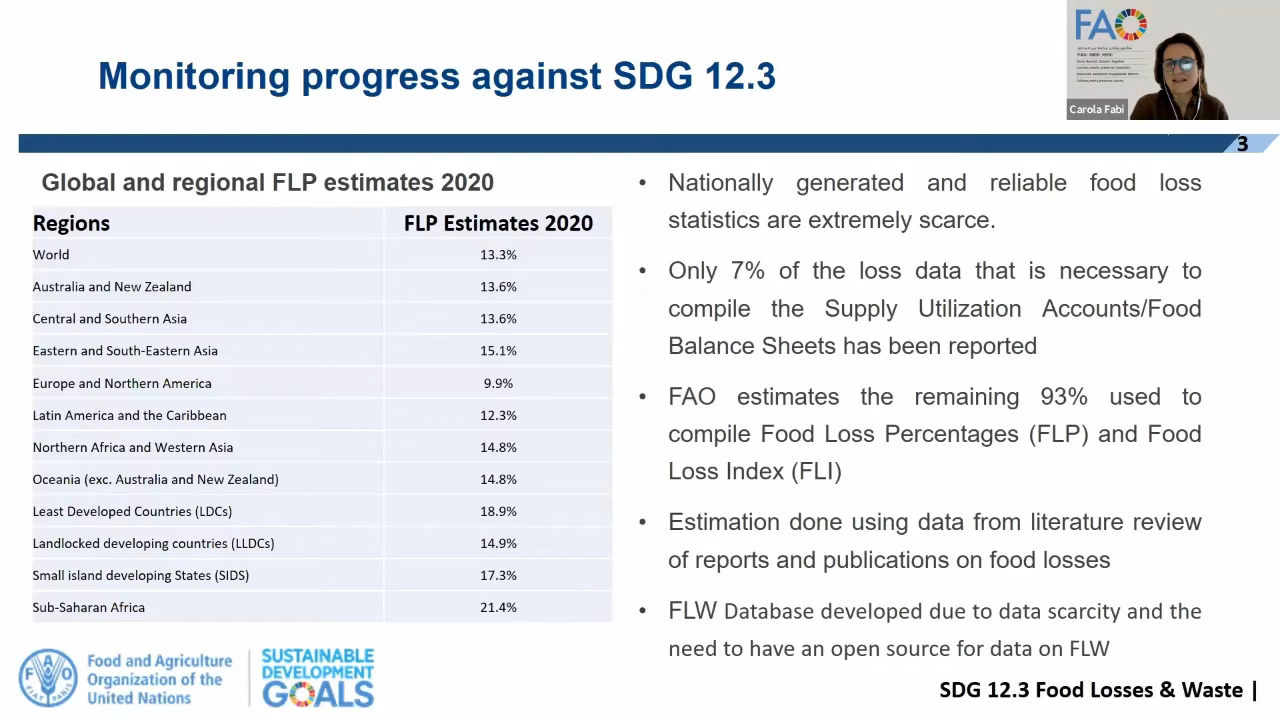 Monitoring progress against SDG 12.3
FAO
Carola Fabi
3
Global and regional FLP estimates 2020
Regions FLP Estimates 2020
World 13.3%
Australia and New Zealand 13.6%
Central and Southern Asia 13.6%
Eastern and South-Eastern Asia 15.1%
Europe and Northern America 9.9%
Latin America and the Caribbean 12.3%
Northern Africa and Western Asia 14.8%
Oceania (exc. Australia and New Zealand) 14.8%
Least Developed Countries (LDCs) 18.9%
Landlocked developing countries (LLDCs) 14.9%
Small island developing States (SIDS) 17.3%
Sub-Saharan Africa 21.4%
• Nationally generated and reliable food loss
statistics are extremely scarce.
• Only 7% of the loss data that is necessary to
compile the Supply Utilization Accounts/Food
Balance Sheets has been reported
• FAO estimates the remaining 93% used to
compile Food Loss Percentages (FLP) and Food
Loss Index (FLI)
• Estimation done using data from literature review
of reports and publications on food losses
• FLW Database developed due to data scarcity and the
need to have an open source for data on FLW
Food and Agriculture
Organization of the
United Nations
SUSTAINABLE
DEVELOPMENT
GOALS
SDG 12.3 Food Losses & Waste |